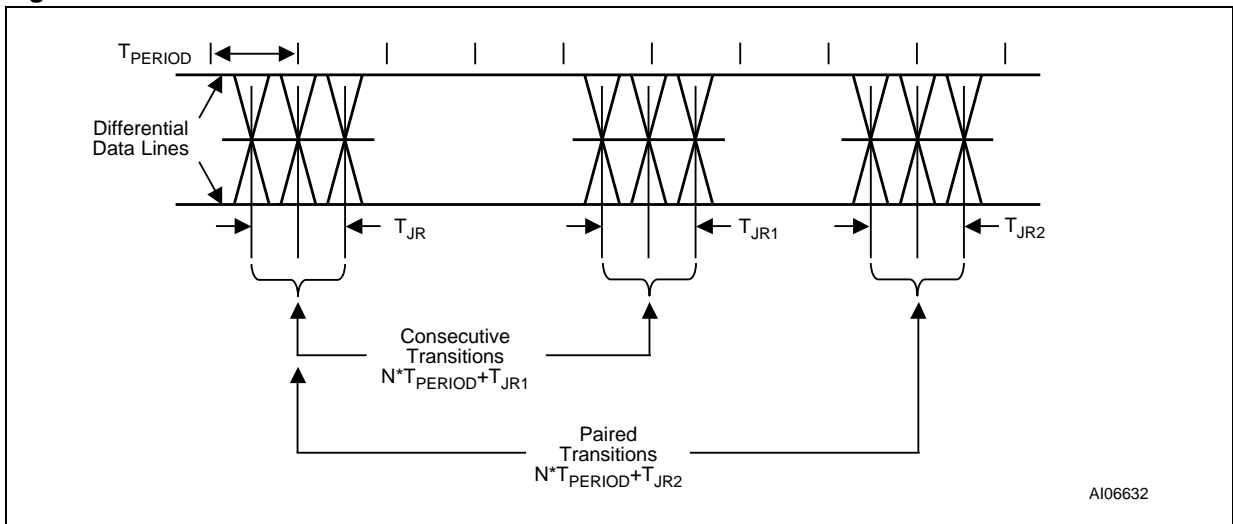 T_PERIOD
Differential
Data Lines
T_JR
T_JR1
T_JR2
Consecutive
Transitions
N*T_PERIOD+T_JR1
Paired
Transitions
N*T_PERIOD+T_JR2
AI06632